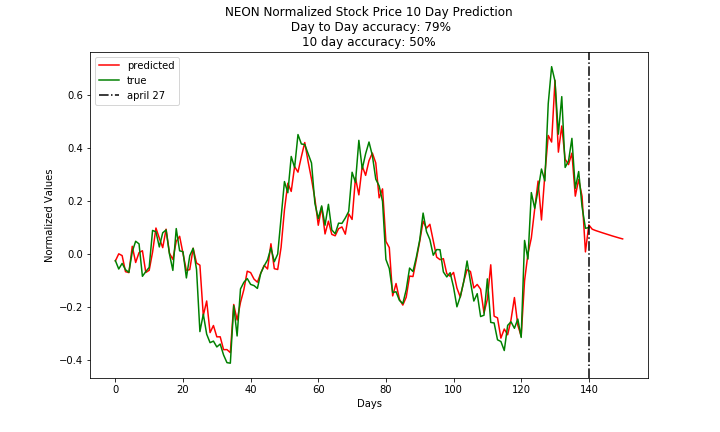 NEON Normalized Stock Price 10 Day Prediction
Day to Day accuracy: 79%
10 day accuracy: 50%
predicted
true
april 27
Normalized Values
0.6
0.4
0.2
0.0
−0.2
−0.4
0 20 40 60 80 100 120 140
Days